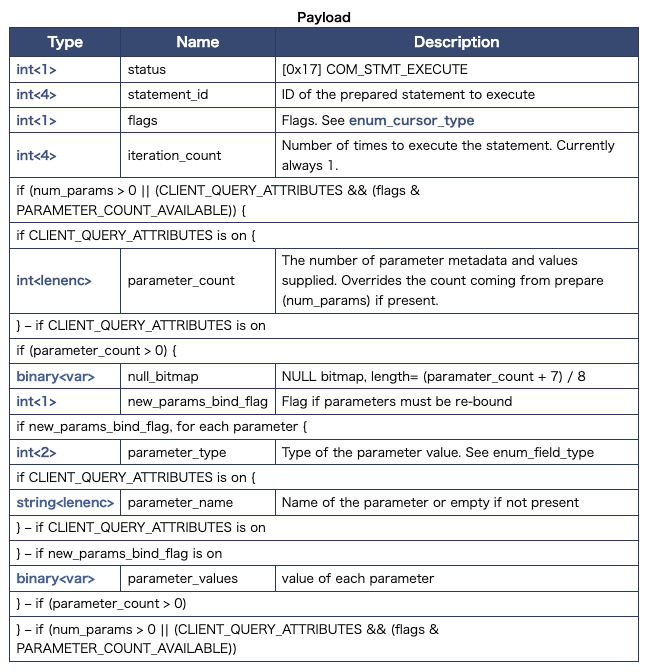 Payload
Type Name Description
int<1> status [0x17] COM_STMT_EXECUTE
int<4> statement_id ID of the prepared statement to execute
int<1> flags Flags. See enum_cursor_type
int<4> iteration_count Number of times to execute the statement. Currently
always 1.
if (num_params > 0 || (CLIENT_QUERY_ATTRIBUTES && (flags &
PARAMETER_COUNT_AVAILABLE)) {
if CLIENT_QUERY_ATTRIBUTES is on {
int<lenenc> parameter_count The number of parameter metadata and values
supplied. Overrides the count coming from prepare
(num_params) if present.
} – if CLIENT_QUERY_ATTRIBUTES is on
if (parameter_count > 0) {
binary<var> null_bitmap NULL bitmap, length= (paramater_count + 7) / 8
int<1> new_params_bind_flag Flag if parameters must be re-bound
if new_params_bind_flag, for each parameter {
int<2> parameter_type Type of the parameter value. See enum_field_type
if CLIENT_QUERY_ATTRIBUTES is on {
string<lenenc> parameter_name Name of the parameter or empty if not present
} – if CLIENT_QUERY_ATTRIBUTES is on
} – if new_params_bind_flag is on
binary<var> parameter_values value of each parameter
} – if (parameter_count > 0)
} – if (num_params > 0 || (CLIENT_QUERY_ATTRIBUTES && (flags &
PARAMETER_COUNT_AVAILABLE))